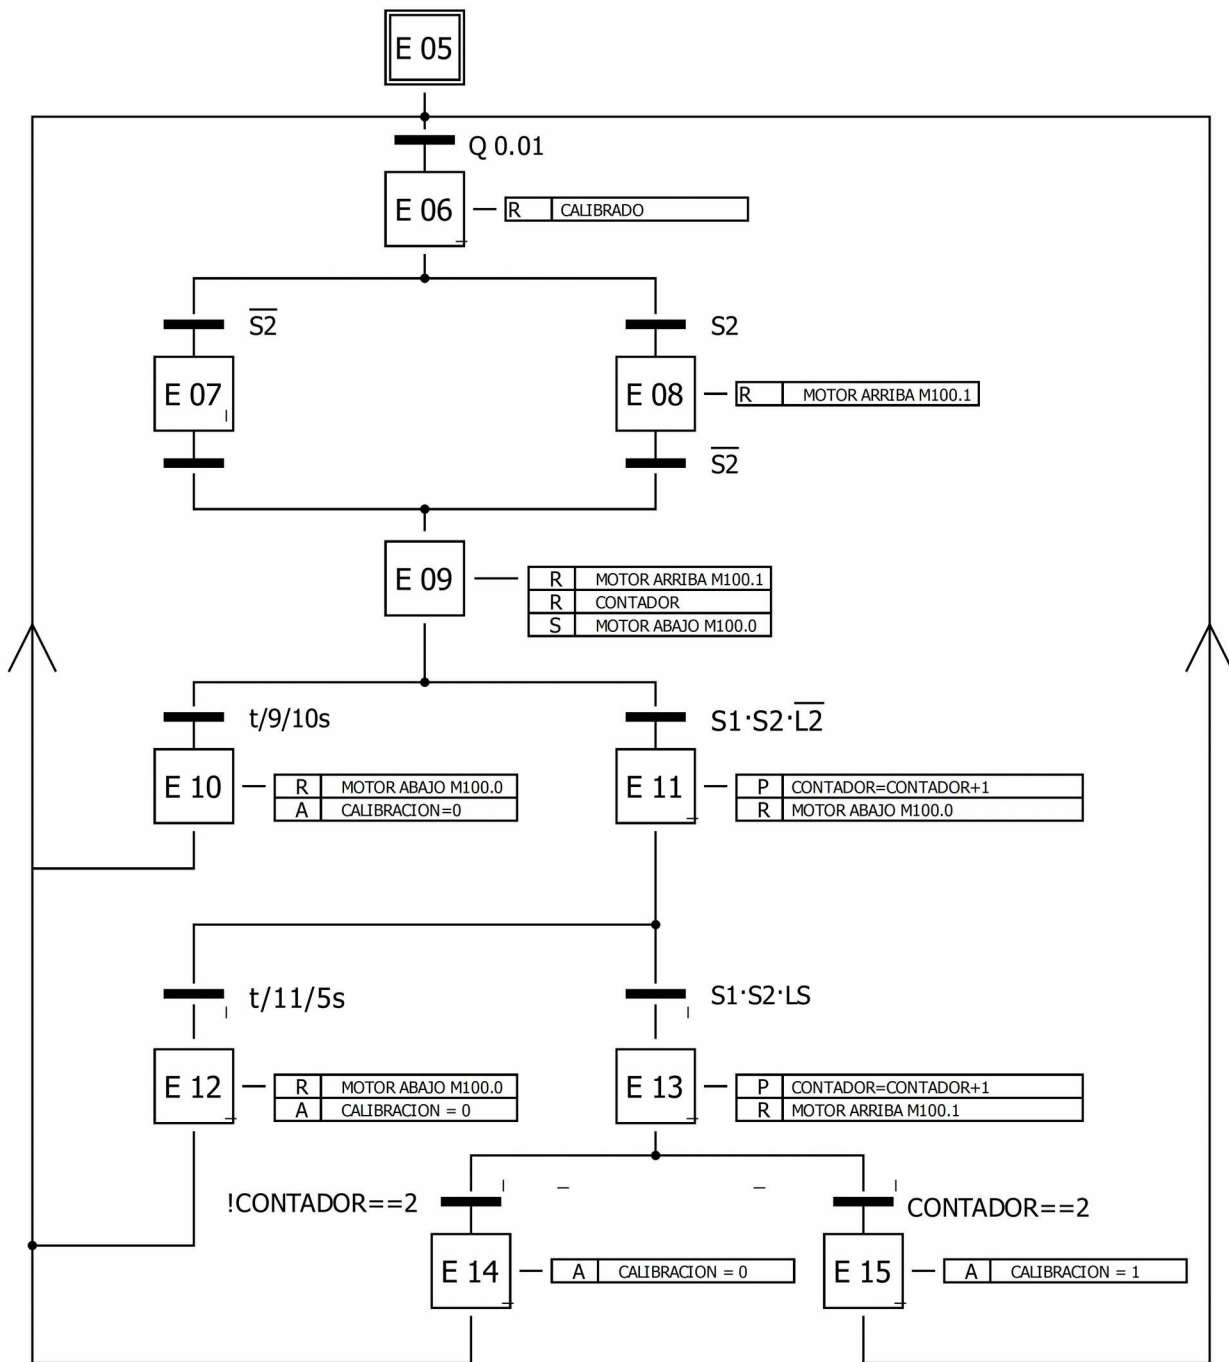 E 05
Q 0.01
E 06
R CALIBRADO
S2 S2
E 07 E 08
R MOTOR ARRIBA M100.1
S2
E 09
R MOTOR ARRIBA M100.1
R CONTADOR
S MOTOR ABAJO M100.0
t/9/10s S1·S2·L2
E 10
R MOTOR ABAJO M100.0
A CALIBRACION=0
E 11
P CONTADOR=CONTADOR+1
R MOTOR ABAJO M100.0
t/11/5s S1·S2·LS
E 12
R MOTOR ABAJO M100.0
A CALIBRACION = 0
E 13
P CONTADOR=CONTADOR+1
R MOTOR ARRIBA M100.1
!CONTADOR==2 CONTADOR==2
E 14
A CALIBRACION = 0
E 15
A CALIBRACION = 1